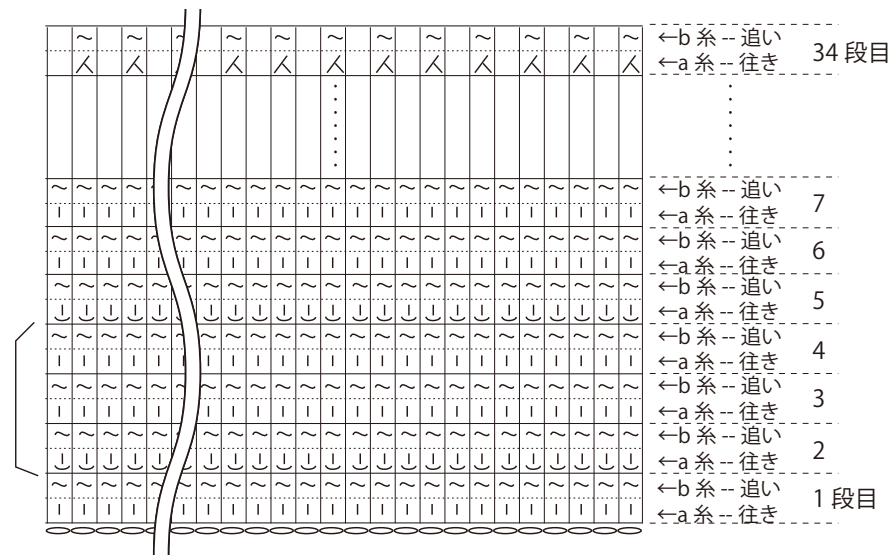 ←b 糸 -- 追い
←a 糸 -- 往き
34 段目
←b 糸 -- 追い
←a 糸 -- 往き
7
←b 糸 -- 追い
←a 糸 -- 往き
6
←b 糸 -- 追い
←a 糸 -- 往き
5
←b 糸 -- 追い
←a 糸 -- 往き
4
←b 糸 -- 追い
←a 糸 -- 往き
3
←b 糸 -- 追い
←a 糸 -- 往き
2
←b 糸 -- 追い
←a 糸 -- 往き
1 段目